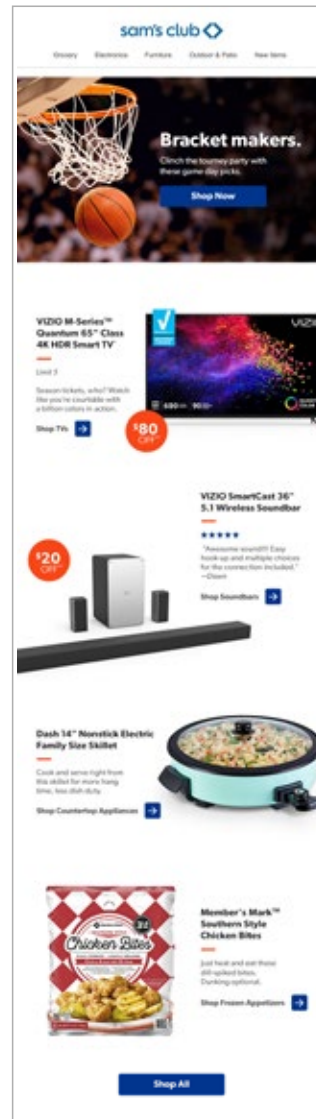 sam's club
Grocery Electronics Furniture Outdoor & Patio New Items
Bracket makers.
Clinch the tourney party with
these game day picks.
Shop Now
VIZIO M-Series™
Quantum 65" Class
4K HDR Smart TV
Limit 5
Season tickets, who? Watch
like you're courtside with
a billion colors in action.
Shop TVs
VIZIO
$80
OFF
VIZIO SmartCast 36"
5.1 Wireless Soundbar
"Awesome sound!!! Easy
hook-up and multiple choices
for the connection included."
—Dawn
Shop Soundbars
$20
OFF
Dash 14" Nonstick Electric
Family Size Skillet
Cook and serve right from
this skillet for more hang
time, less dish duty.
Shop Countertop Appliances
Chicken Bites
Member's Mark™
Southern Style
Chicken Bites
Just heat and eat these
dill-spiked bites.
Dunking optional.
Shop Frozen Appetizers
Shop All